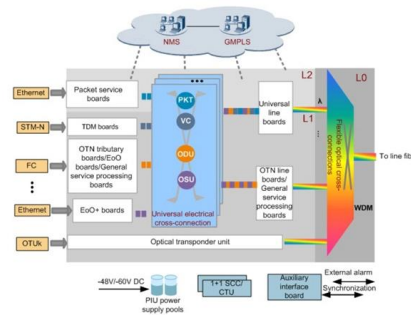 NMS
GMPLS
L2
L0
Ethernet
Packet service
boards
PKT
Universal
line boards
L1
STM-N
TDM boards
VC
FC
OTN tributary
boards/EoO
boards/General
service processing
boards
ODU
OSU
OTN line
boards/
General
service
processing
boards
Flexible optical cross-
connections
To line fib
Ethernet
EoO+ boards
Universal electrical
cross-connection
WDM
OTUk
Optical transponder unit
-48V/-60V DC
PIU power
supply pools
1+1 SCC/
CTU
Auxiliary
interface
board
External alarm
Synchronization